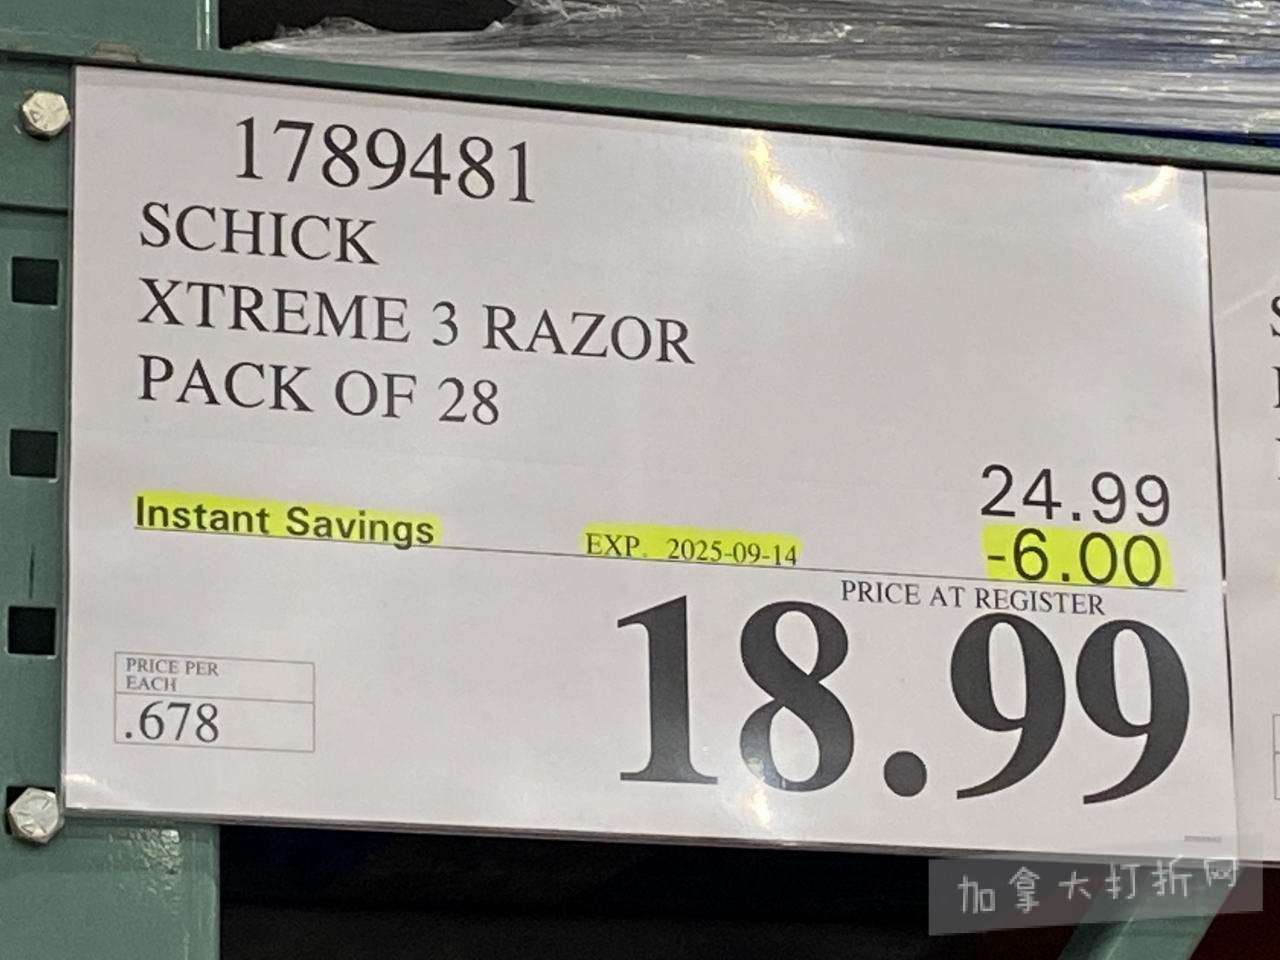 1789481
SCHICK
XTREME 3 RAZOR
PACK OF 28
24.99
Instant Savings EXP. 2025-09-14 -6.00
PRICE AT REGISTER
18.99
PRICE PER
EACH
.678
加拿大打折网